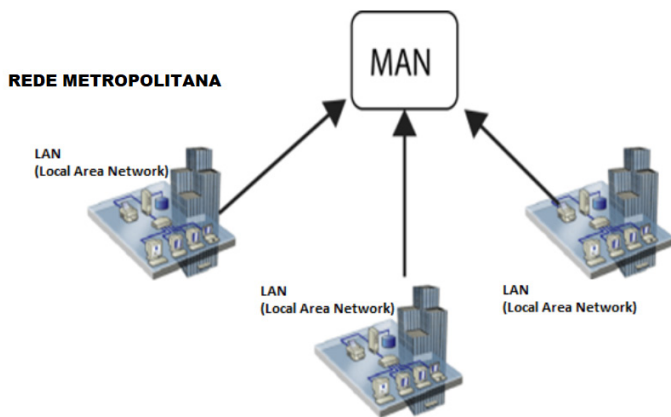 MAN
REDE METROPOLITANA
LAN
(Local Area Network)
LAN
(Local Area Network)
LAN
(Local Area Network)